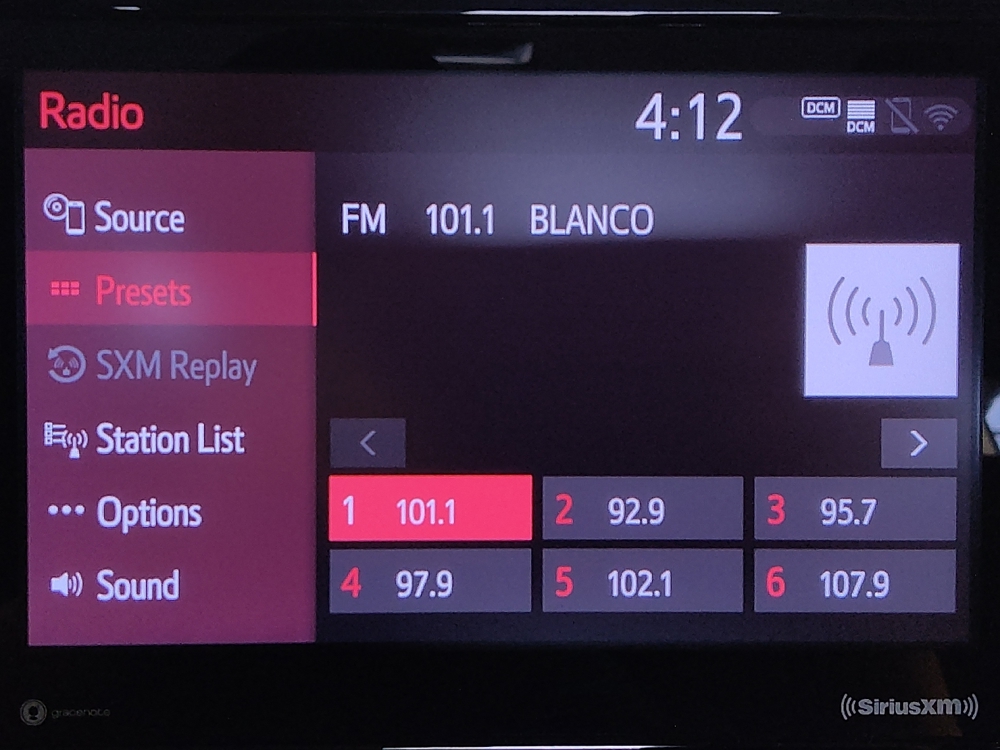 Radio 4:12 DCM DCM
Source
Presets
SXM Replay
Station List
Options
Sound
FM 101.1 BLANCO
1 101.1 2 92.9 3 95.7
4 97.9 5 102.1 6 107.9
gracenote
SiriusXM